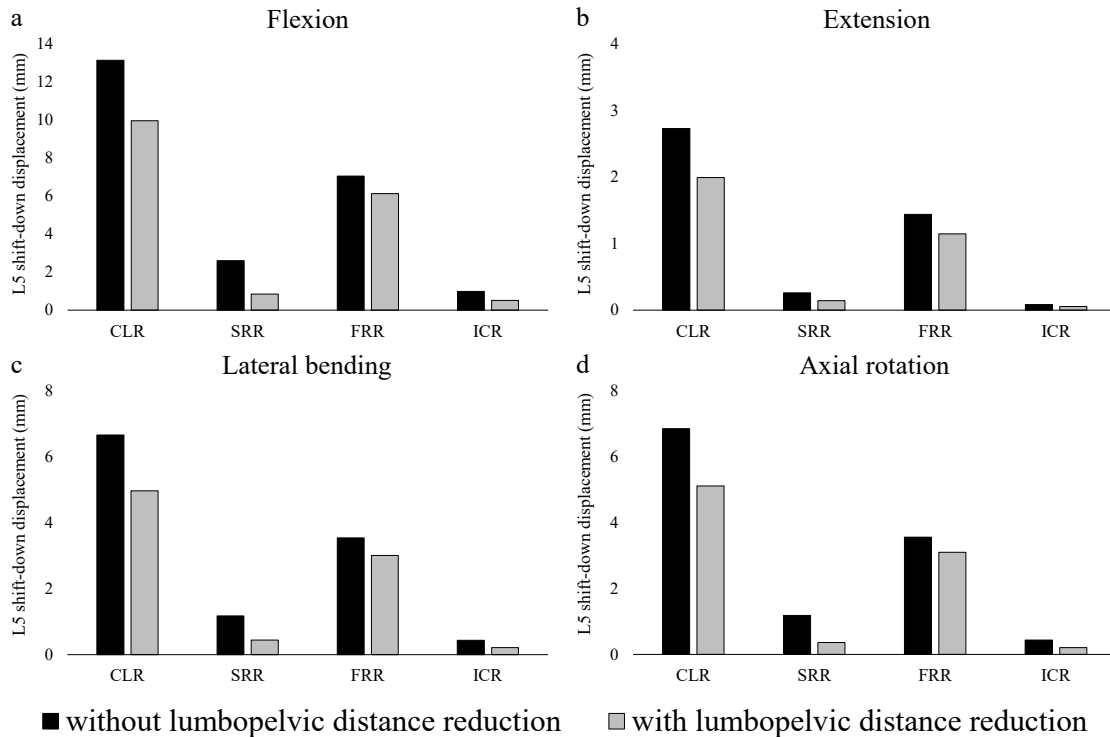 a
Flexion
L5 shift-down displacement (mm)
14
12
10
8
6
4
2
0
CLR SRR FRR ICR
b
Extension
L5 shift-down displacement (mm)
4
3
2
1
0
CLR SRR FRR ICR
c
Lateral bending
L5 shift-down displacement (mm)
8
6
4
2
0
CLR SRR FRR ICR
d
Axial rotation
L5 shift-down displacement (mm)
8
6
4
2
0
CLR SRR FRR ICR
without lumbopelvic distance reduction
with lumbopelvic distance reduction